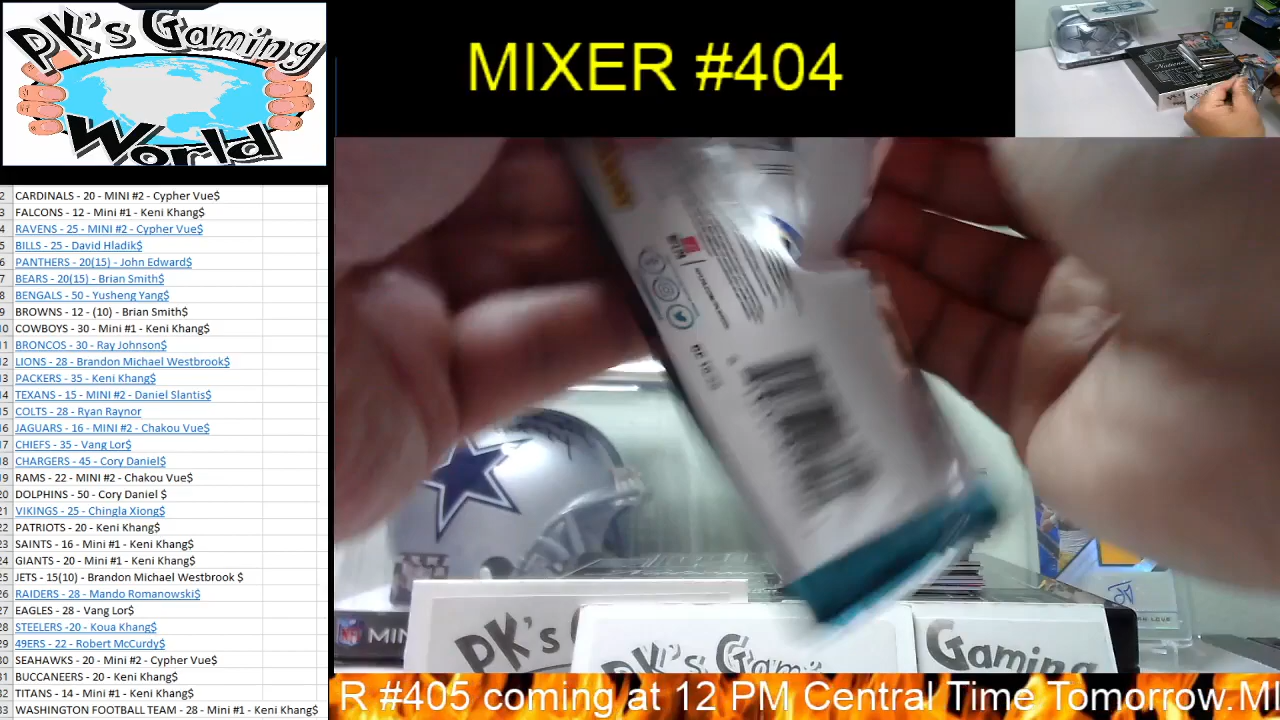 PK's Gaming
World
MIXER #404
2 CARDINALS - 20 - MINI #2 - Cypher Vue$
3 FALCONS - 12 - Mini #1 - Keni Khang$
4 RAVENS - 25 - MINI #2 - Cypher Vue$
5 BILLS - 25 - David Hladik$
6 PANTHERS - 20(15) - John Edward$
7 BEARS - 20(15) - Brian Smith$
8 BENGALS - 50 - Yusheng Yang$
9 BROWNS - 12 - (10) - Brian Smith$
10 COWBOYS - 30 - Mini #1 - Keni Khang$
11 BRONCOS - 30 - Ray Johnson$
12 LIONS - 28 - Brandon Michael Westbrook$
13 PACKERS - 35 - Keni Khang$
14 TEXANS - 15 - MINI #2 - Daniel Slantis$
15 COLTS - 28 - Ryan Raynor
16 JAGUARS - 16 - MINI #2 - Chakou Vue$
17 CHIEFS - 35 - Vang Lor$
18 CHARGERS - 45 - Cory Daniel$
19 RAMS - 22 - MINI #2 - Chakou Vue$
20 DOLPHINS - 50 - Cory Daniel $
21 VIKINGS - 25 - Chingla Xiong$
22 PATRIOTS - 20 - Keni Khang$
23 SAINTS - 16 - Mini #1 - Keni Khang$
24 GIANTS - 20 - Mini #1 - Keni Khang$
25 JETS - 15(10) - Brandon Michael Westbrook $
26 RAIDERS - 28 - Mando Romanowski$
27 EAGLES - 28 - Vang Lor$
28 STEELERS -20 - Koua Khang$
29 49ERS - 22 - Robert McCurdy$
30 SEAHAWKS - 20 - Mini #2 - Cypher Vue$
31 BUCCANEERS - 20 - Keni Khang$
32 TITANS - 14 - Mini #1 - Keni Khang$
33 WASHINGTON FOOTBALL TEAM - 28 - Mini #1 - Keni Khang$
NFL MIN
PK's G
PK's Gaming
Gaming
R #405 coming at 12 PM Central Time Tomorrow.MI